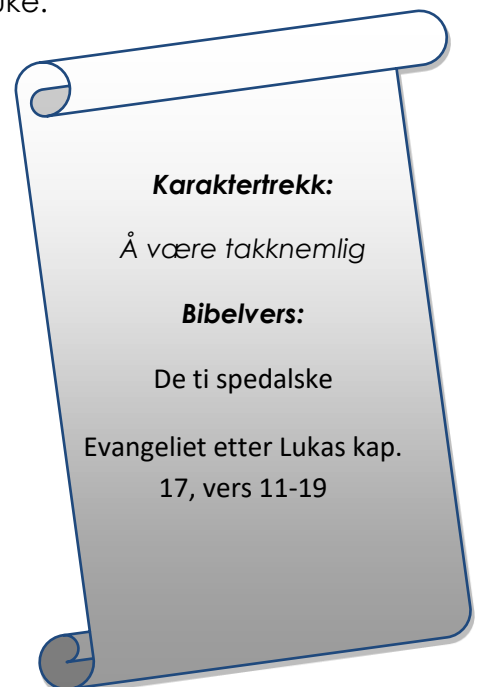 Karaktertrekk:
Å være takknemlig
Bibelvers:
De ti spedalske
Evangeliet etter Lukas kap.
17, vers 11-19